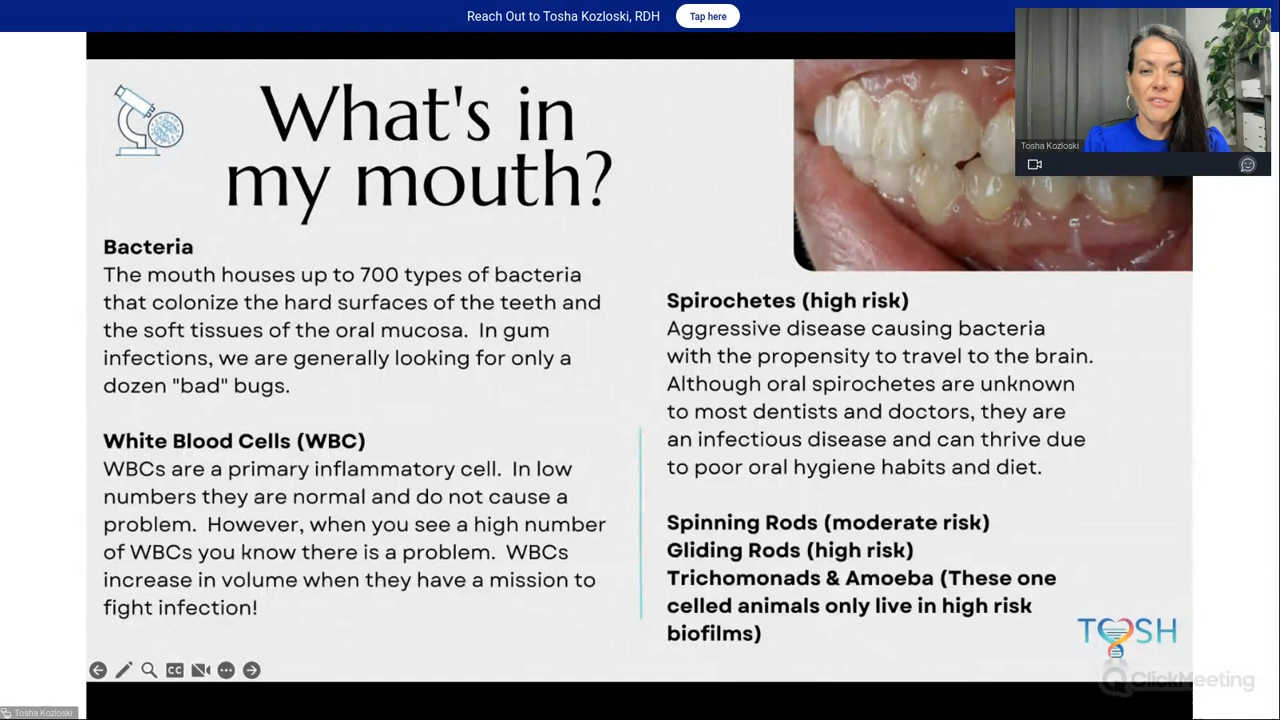 Reach Out to Tosha Kozloski, RDH
Tap here
What's in
my mouth?
Tosha Kozloski
Bacteria
The mouth houses up to 700 types of bacteria
that colonize the hard surfaces of the teeth and
the soft tissues of the oral mucosa. In gum
infections, we are generally looking for only a
dozen "bad" bugs.
White Blood Cells (WBC)
WBCs are a primary inflammatory cell. In low
numbers they are normal and do not cause a
problem. However, when you see a high number
of WBCs you know there is a problem. WBCs
increase in volume when they have a mission to
fight infection!
Spirochetes (high risk)
Aggressive disease causing bacteria
with the propensity to travel to the brain.
Although oral spirochetes are unknown
to most dentists and doctors, they are
an infectious disease and can thrive due
to poor oral hygiene habits and diet.
Spinning Rods (moderate risk)
Gliding Rods (high risk)
Trichomonads & Amoeba (These one
celled animals only live in high risk
biofilms)
TOSH
CC
ClickMeeting
Tosha Kozloski